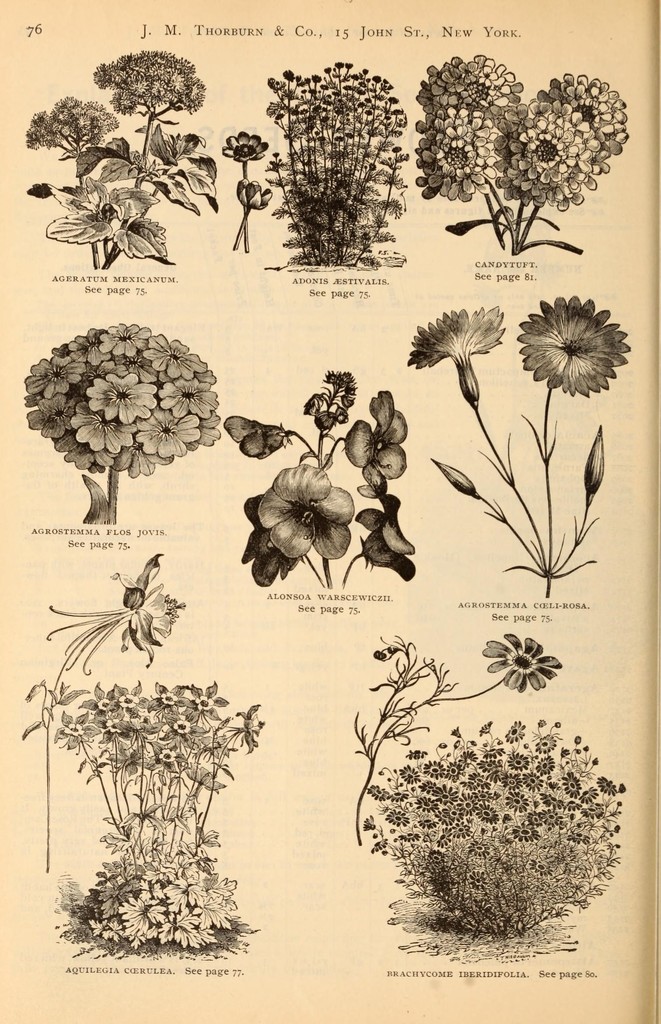 76
J. M. THORBURN & CO., 15 JOHN ST., NEW YORK.
AGERATUM MEXICANUM.
See page 75.
ADONIS ÆSTIVALIS.
See page 75.
CANDYTUFT.
See page 81.
AGROSTEMMA FLOS JOVIS.
See page 75.
ALONSOA WARSCEWICZII.
See page 75.
AGROSTEMMA CŒLI-ROSA.
See page 75.
AQUILEGIA CŒRULEA. See page 77.
BRACHYCOME IBERIDIFOLIA. See page 80.